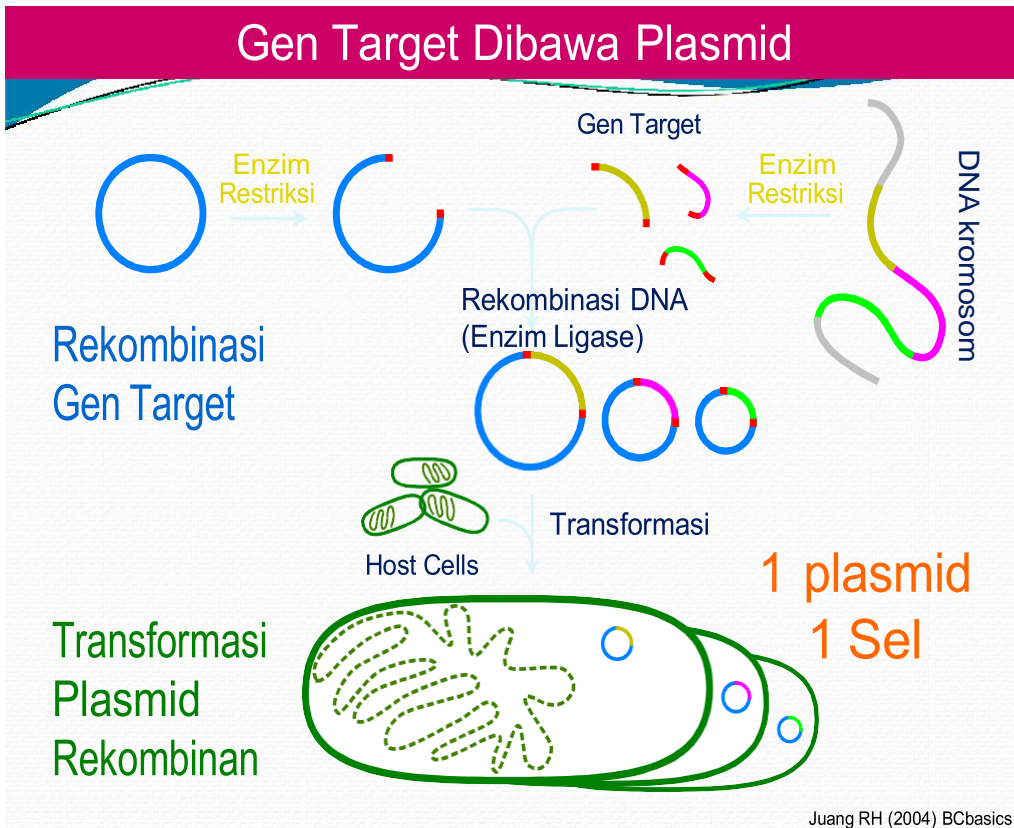 Gen Target Dibawa Plasmid
Gen Target
Enzim
Restriksi
Enzim
Restriksi
DNA kromosom
Rekombinasi DNA
(Enzim Ligase)
Rekombinasi
Gen Target
Host Cells
Transformasi
1 plasmid
1 Sel
Transformasi
Plasmid
Rekombinan
Juang RH (2004) BCbasics